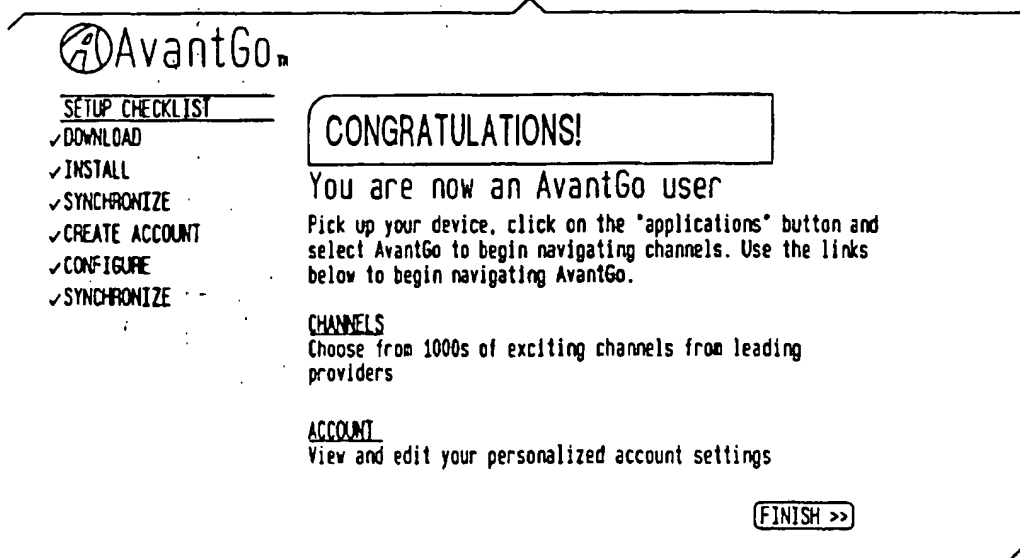 AvantGo™
SETUP CHECKLIST
✓DOWNLOAD
✓INSTALL
✓SYNCHRONIZE
✓CREATE ACCOUNT
✓CONFIGURE
✓SYNCHRONIZE
CONGRATULATIONS!
You are now an AvantGo user
Pick up your device, click on the "applications" button and
select AvantGo to begin navigating channels. Use the links
below to begin navigating AvantGo.
CHANNELS
Choose from 1000s of exciting channels from leading
providers
ACCOUNT
View and edit your personalized account settings
FINISH >>